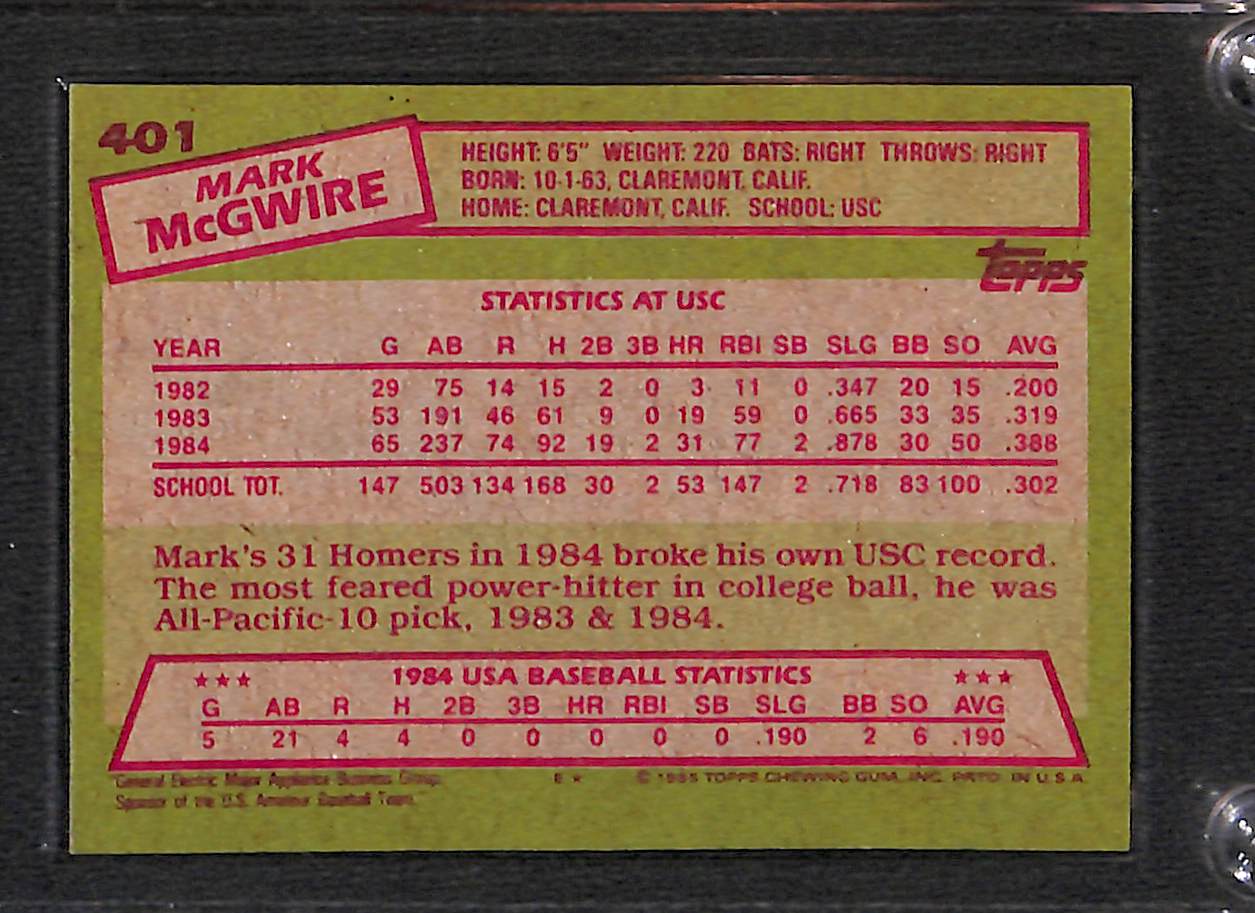 401
MARK
McGWIRE
HEIGHT: 6'5" WEIGHT: 220 BATS: RIGHT THROWS: RIGHT
BORN: 10-1-63, CLAREMONT, CALIF.
HOME: CLAREMONT, CALIF. SCHOOL: USC
TOPPS
STATISTICS AT USC
YEAR G AB R H 2B 3B HR RBI SB SLG BB SO AVG
1982 29 75 14 15 2 0 3 11 0 .347 20 15 .200
1983 53 191 46 61 9 0 19 59 0 .665 33 35 .319
1984 65 237 74 92 19 2 31 77 2 .878 30 50 .388
SCHOOL TOT. 147 503 134 168 30 2 53 147 2 .718 83 100 .302
Mark's 31 Homers in 1984 broke his own USC record.
The most feared power-hitter in college ball, he was
All-Pacific-10 pick, 1983 & 1984.
★★★ 1984 USA BASEBALL STATISTICS ★★★
G AB R H 2B 3B HR RBI SB SLG BB SO AVG
5 21 4 4 0 0 0 0 0 .190 2 6 .190
General Electric Major Appliance Business Group,
Sponsor of the U.S. Amateur Baseball Team
© 1985 TOPPS CHEWING GUM, INC. PRTD. IN U.S.A.